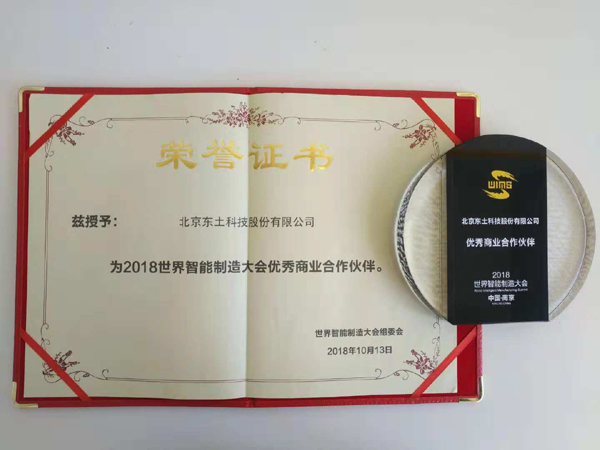 荣誉证书
兹授予： 北京东土科技股份有限公司
为2018世界智能制造大会优秀商业合作伙伴。
世界智能制造大会组委会
2018年10月13日
WIMS
北京东土科技股份有限公司
优秀商业合作伙伴
2018
世界智能制造大会
World Intelligent Manufacturing Summit
中国·南京